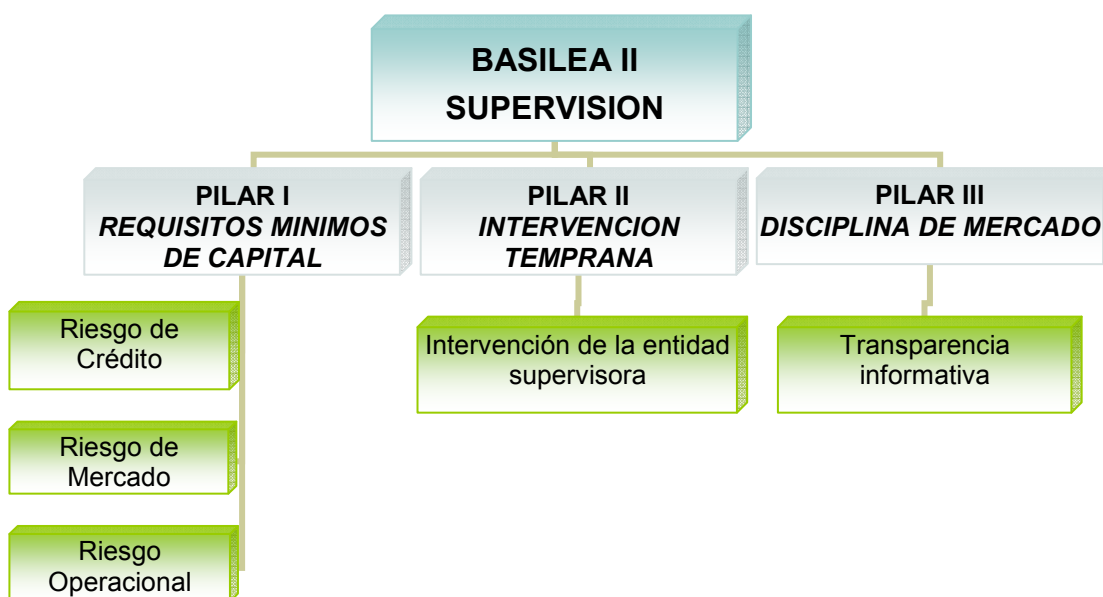 BASILEA II
SUPERVISION
PILAR I
REQUISITOS MINIMOS
DE CAPITAL
PILAR II
INTERVENCION
TEMPRANA
PILAR III
DISCIPLINA DE MERCADO
Riesgo de
Crédito
Riesgo de
Mercado
Riesgo
Operacional
Intervención de la entidad
supervisora
Transparencia
informativa